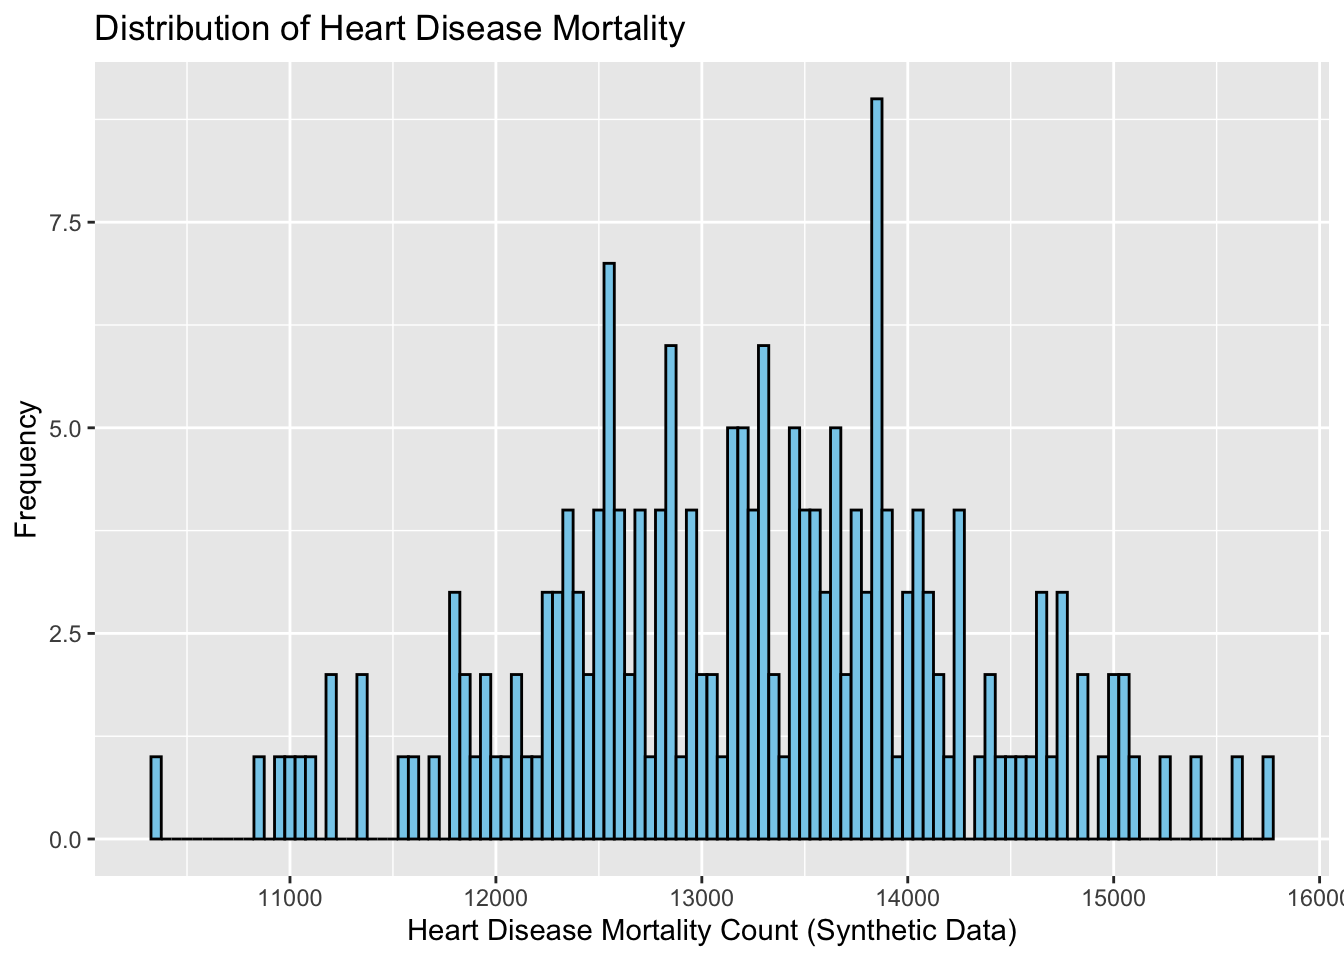 Distribution of Heart Disease Mortality
7.5
5.0
2.5
0.0
Frequency
11000 12000 13000 14000 15000 1600
Heart Disease Mortality Count (Synthetic Data)